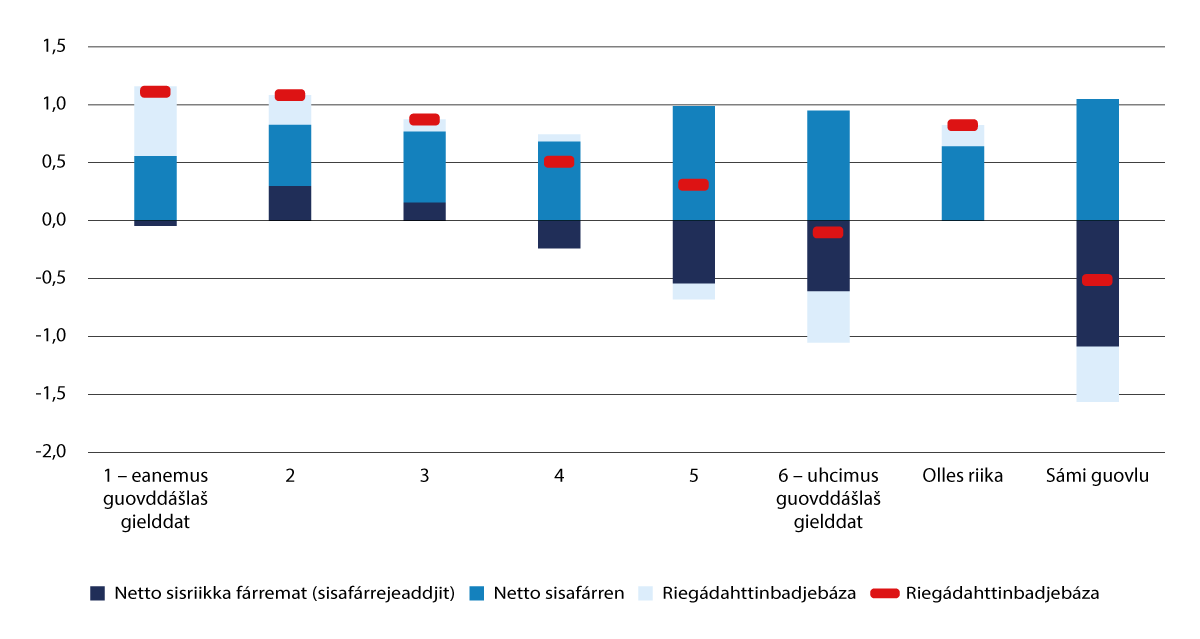 1,5
1,0
0,5
0,0
-0,5
-1,0
-1,5
-2,0
1 – eanemus
guovddášlaš
gielddat
2
3
4
5
6 – uhcimus
guovddášlaš
gielddat
Olles riika
Sámi guovlu
Netto sisriikka fárremat (sisafárrejeaddjit)
Netto sisafárren
Riegádahttinbadjebáza
Riegádahttinbadjebáza